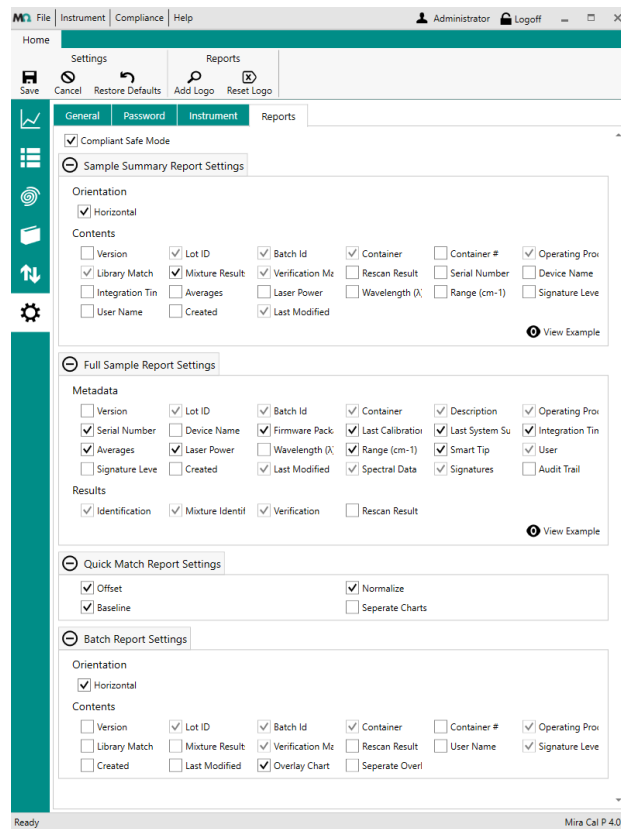 MQ File Instrument Compliance Help Administrator Logoff
Home
Settings Reports
Save Cancel Restore Defaults Add Logo Reset Logo
General Password Instrument Reports
Compliant Safe Mode
Sample Summary Report Settings
Orientation
Horizontal
Contents
Version Lot ID Batch Id Container Container # Operating Proc
Library Match Mixture Result: Verification Ma Rescan Result Serial Number Device Name
Integration Tin Averages Laser Power Wavelength (λ) Range (cm-1) Signature Leve
User Name Created Last Modified
View Example
Full Sample Report Settings
Metadata
Version Lot ID Batch Id Container Description Operating Proc
Serial Number Device Name Firmware Packa Last Calibration Last System Su Integration Tin
Averages Laser Power Wavelength (λ) Range (cm-1) Smart Tip User
Signature Leve Created Last Modified Spectral Data Signatures Audit Trail
Results
Identification Mixture Identif Verification Rescan Result
View Example
Quick Match Report Settings
Offset Normalize
Baseline Seperate Charts
Batch Report Settings
Orientation
Horizontal
Contents
Version Lot ID Batch Id Container Container # Operating Proc
Library Match Mixture Result: Verification Ma Rescan Result User Name Signature Leve
Created Last Modified Overlay Chart Seperate Overl
Ready Mira Cal P 4.0